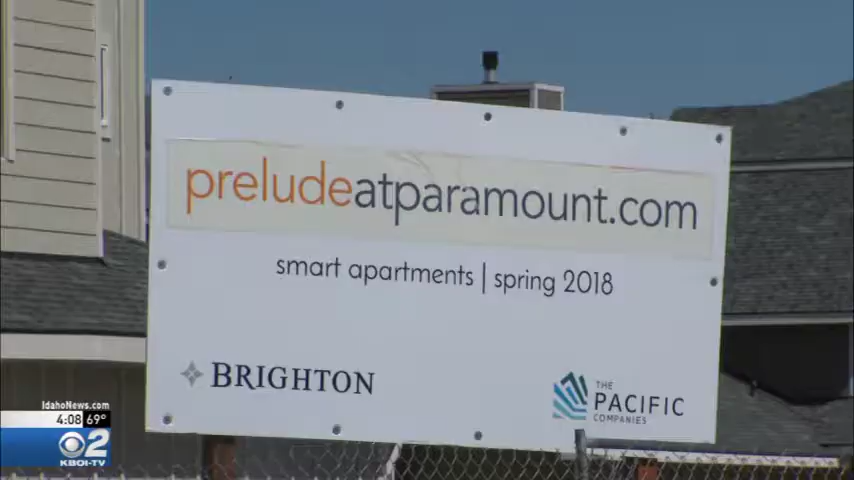 preludeatparamount.com
smart apartments | spring 2018
BRIGHTON
THE
PACIFIC
COMPANIES
IdahoNews.com
4:08 69°
2
KBOI-TV